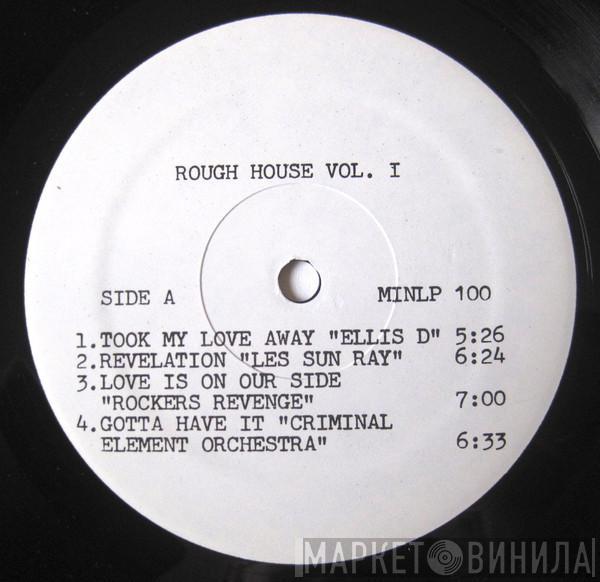 ROUGH HOUSE VOL. I
SIDE A
MINLP 100
1.TOOK MY LOVE AWAY "ELLIS D" 5:26
2.REVELATION "LES SUN RAY" 6:24
3.LOVE IS ON OUR SIDE
"ROCKERS REVENGE" 7:00
4.GOTTA HAVE IT "CRIMINAL
ELEMENT ORCHESTRA" 6:33
МАРКЕТ ВИНИЛА